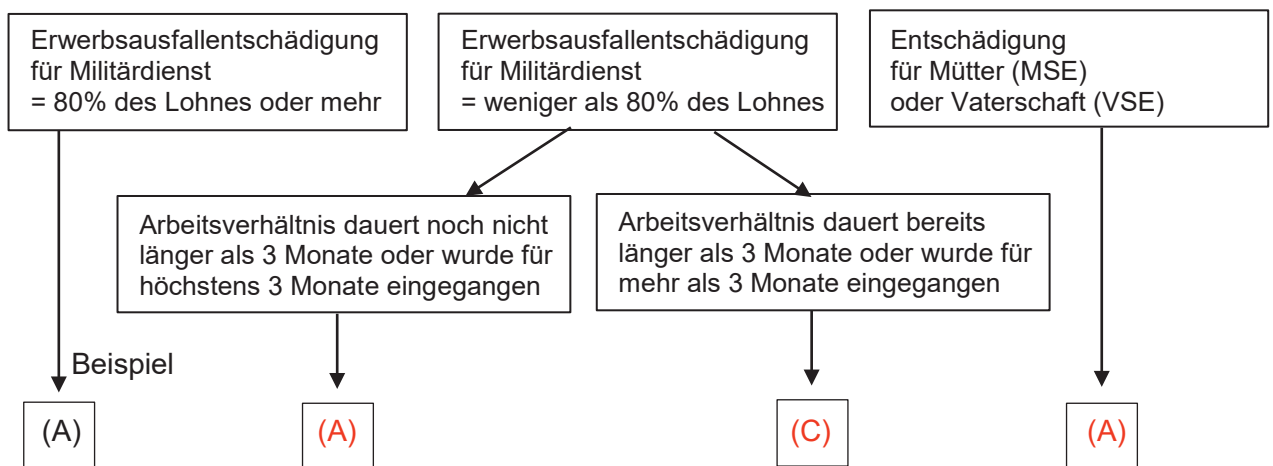 Erwerbsausfallentschädigung
für Militärdienst
= 80% des Lohnes oder mehr
Erwerbsausfallentschädigung
für Militärdienst
= weniger als 80% des Lohnes
Entschädigung
für Mütter (MSE)
oder Vaterschaft (VSE)
Arbeitsverhältnis dauert noch nicht
länger als 3 Monate oder wurde für
höchstens 3 Monate eingegangen
Arbeitsverhältnis dauert bereits
länger als 3 Monate oder wurde für
mehr als 3 Monate eingegangen
Beispiel
(A)
(A)
(C)
(A)